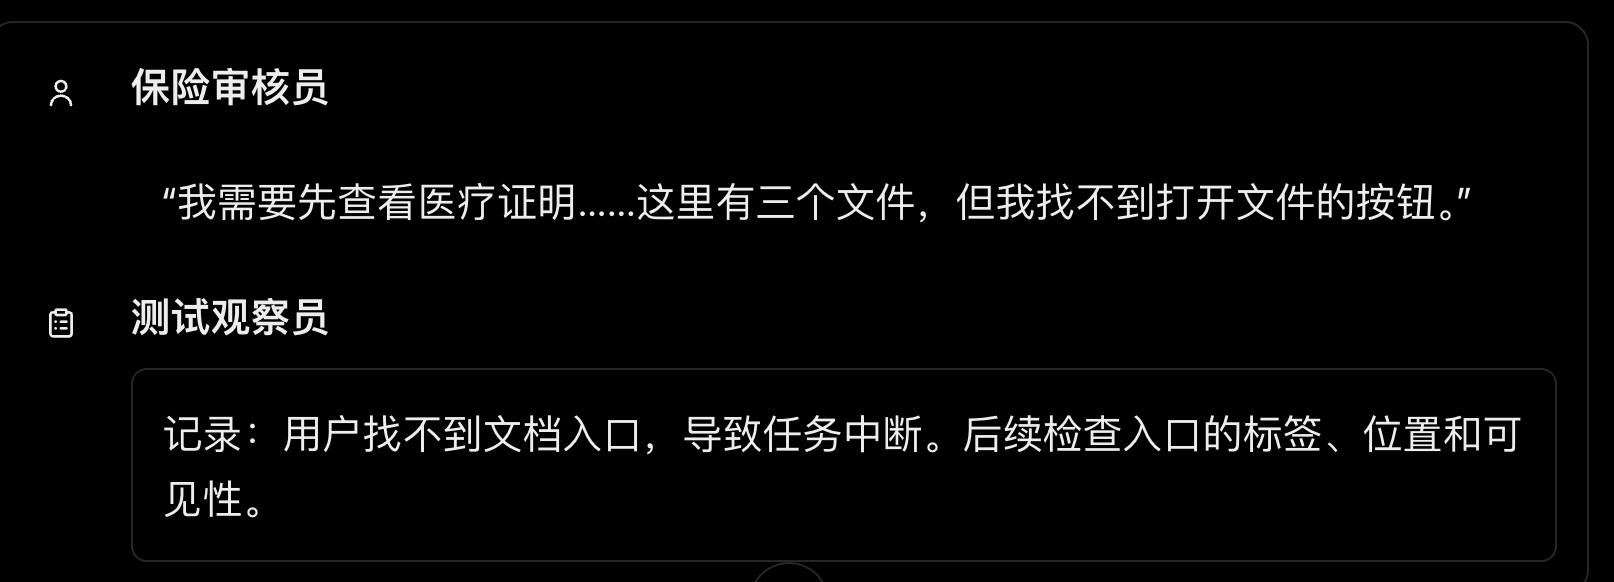 保险审核员
“我需要先查看医疗证明……这里有三个文件，但我找不到打开文件的按钮。”
测试观察员
记录：用户找不到文档入口，导致任务中断。后续检查入口的标签、位置和可
见性。